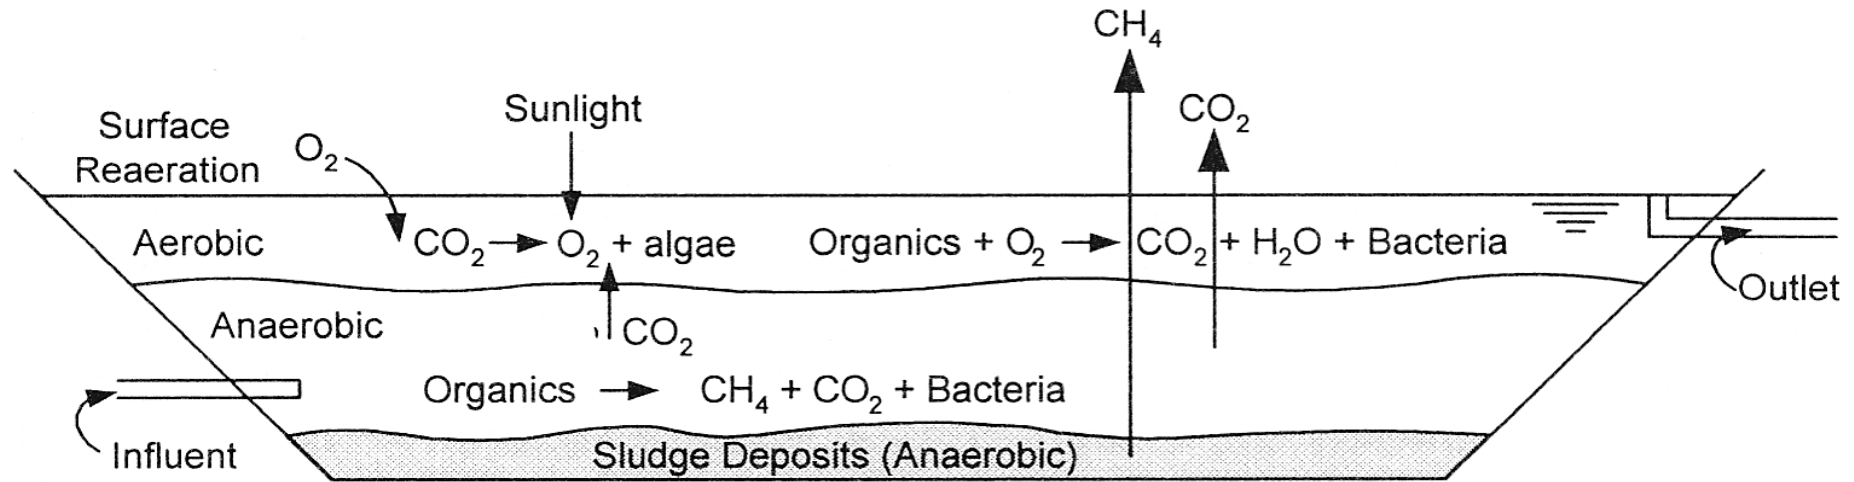 CH₄
CO₂
Sunlight
Surface
Reaeration
O₂
Aerobic
CO₂ → O₂ + algae
Organics + O₂ → CO₂ + H₂O + Bacteria
Outlet
Anaerobic
CO₂
Organics → CH₄ + CO₂ + Bacteria
Influent
Sludge Deposits (Anaerobic)